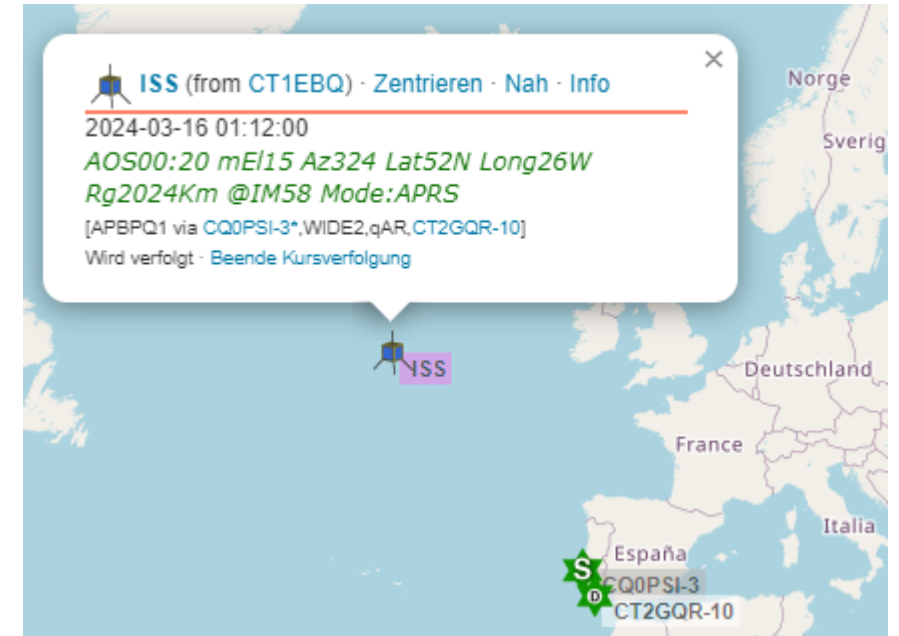 ISS (from CT1EBQ) · Zentrieren · Nah · Info
×
2024-03-16 01:12:00
AOS00:20 mEl15 Az324 Lat52N Long26W
Rg2024Km @IM58 Mode:APRS
[APBPQ1 via CQ0PSI-3*,WIDE2,qAR,CT2GQR-10]
Wird verfolgt · Beende Kursverfolgung
Norge
Sverig
ISS
Deutschland
France
Italia
España
S
CQ0PSI-3
D
CT2GQR-10